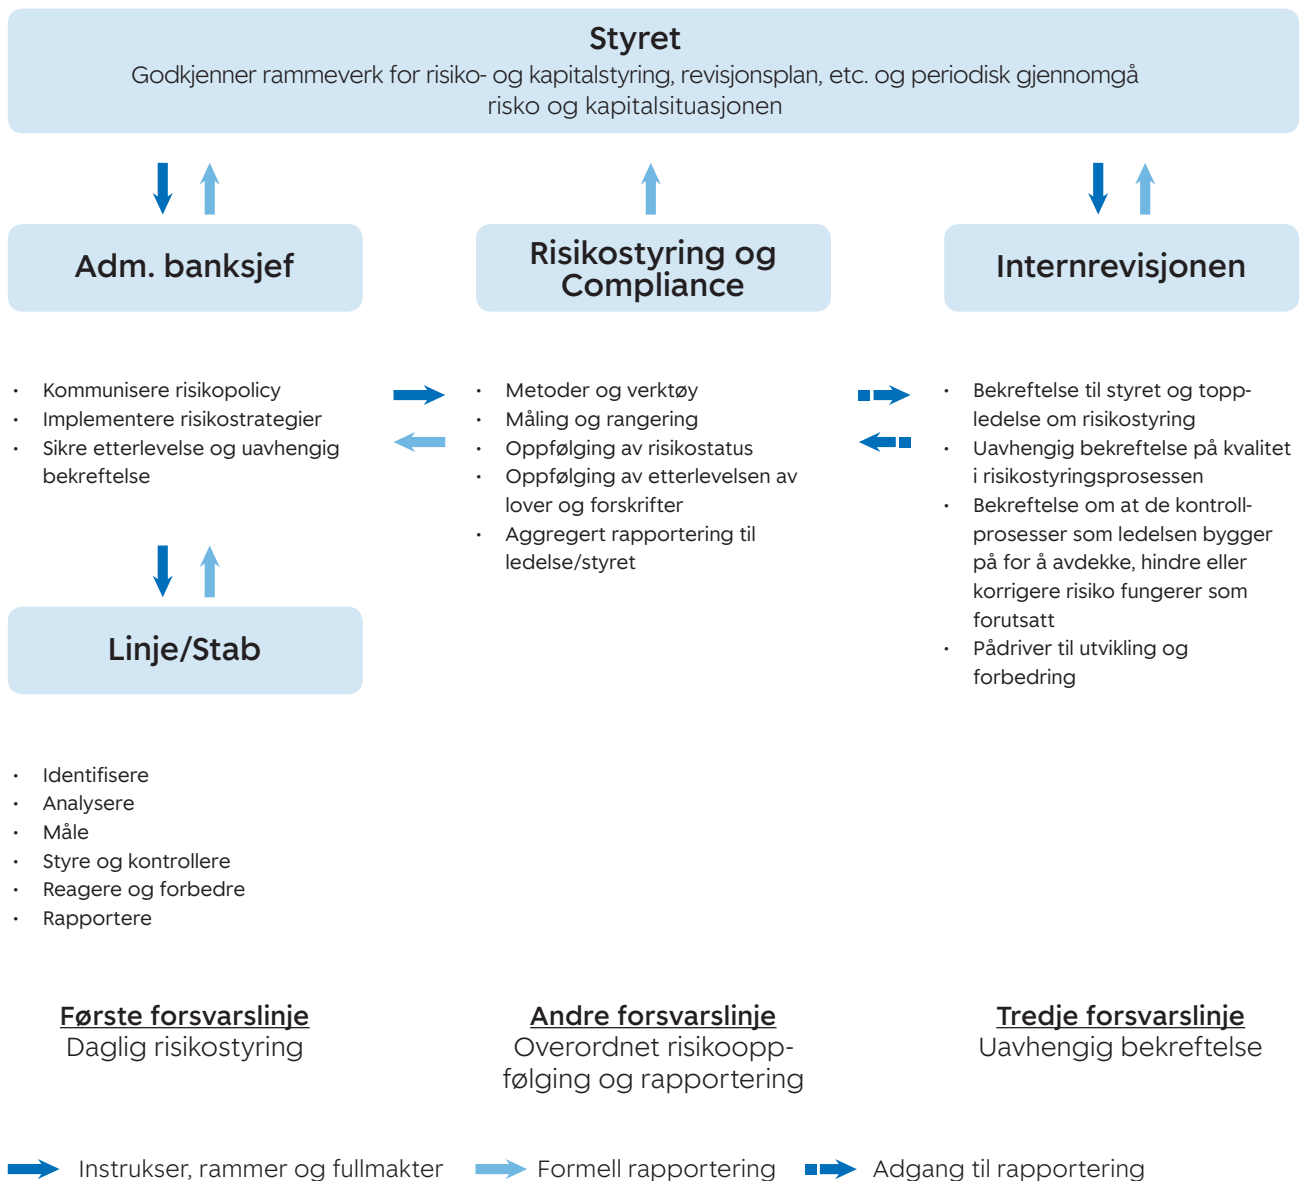 Styret
Godkjenner rammeverk for risiko- og kapitalstyring, revisjonsplan, etc. og periodisk gjennomgå
risko og kapitalsituasjonen
Adm. banksjef
Risikostyring og
Compliance
Internrevisjonen
· Kommunisere risikopolicy
· Implementere risikostrategier
· Sikre etterlevelse og uavhengig
bekreftelse
· Metoder og verktøy
· Måling og rangering
· Oppfølging av risikostatus
· Oppfølging av etterlevelsen av
lover og forskrifter
· Aggregert rapportering til
ledelse/styret
· Bekreftelse til styret og topp-
ledelse om risikostyring
· Uavhengig bekreftelse på kvalitet
i risikostyringsprosessen
· Bekreftelse om at de kontroll-
prosesser som ledelsen bygger
på for å avdekke, hindre eller
korrigere risiko fungerer som
forutsatt
· Pådriver til utvikling og
forbedring
Linje/Stab
· Identifisere
· Analysere
· Måle
· Styre og kontrollere
· Reagere og forbedre
· Rapportere
Første forsvarslinje
Daglig risikostyring
Andre forsvarslinje
Overordnet risikoopp-
følging og rapportering
Tredje forsvarslinje
Uavhengig bekreftelse
Instrukser, rammer og fullmakter
Formell rapportering
Adgang til rapportering